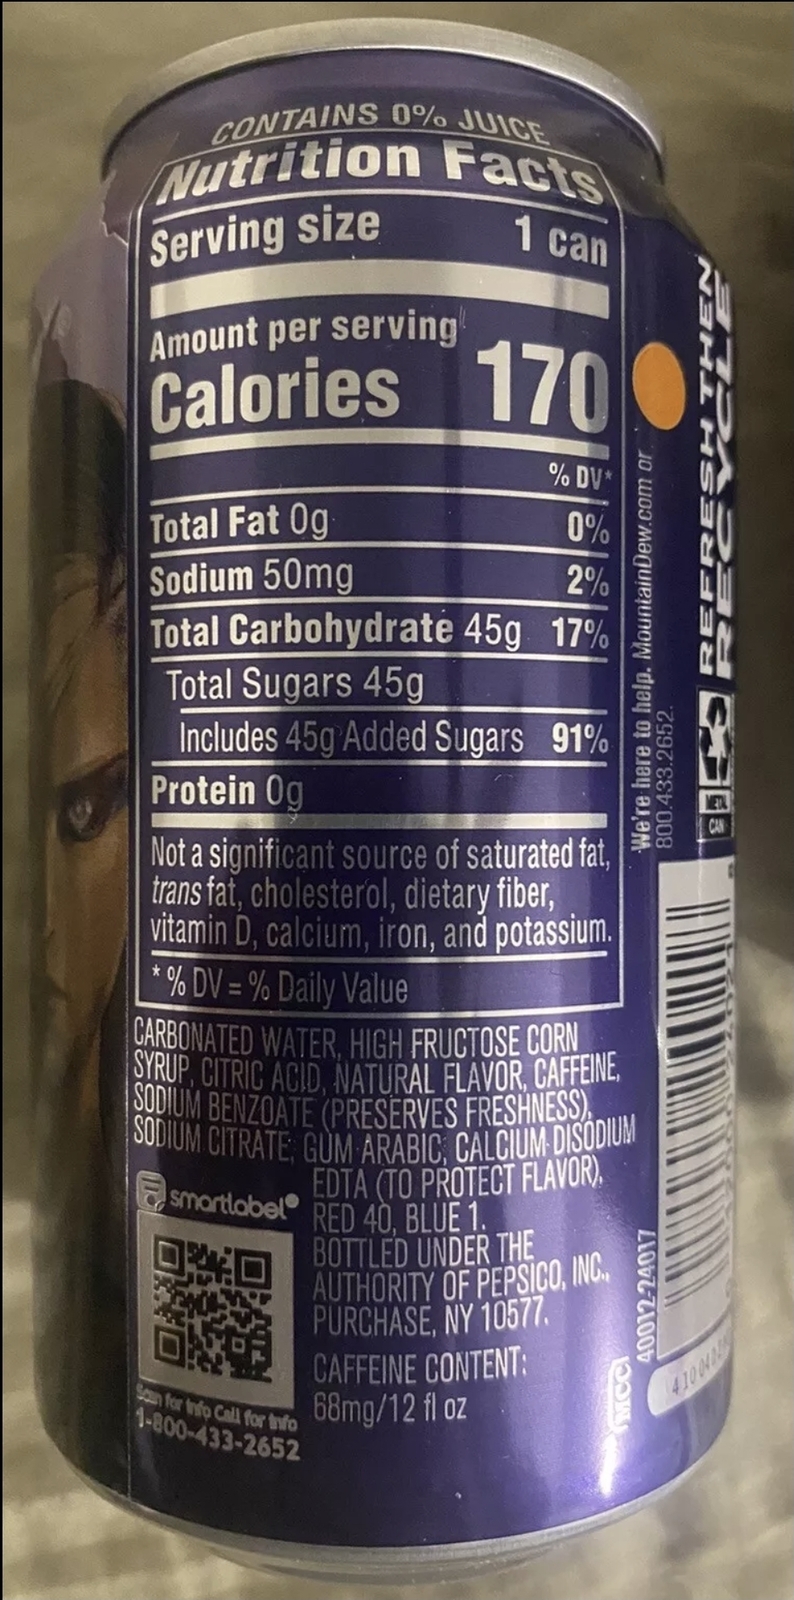 CONTAINS 0% JUICE
Nutrition Facts
Serving size 1 can
Amount per serving
Calories 170
% DV*
Total Fat 0g 0%
Sodium 50mg 2%
Total Carbohydrate 45g 17%
Total Sugars 45g
Includes 45g Added Sugars 91%
Protein 0g
Not a significant source of saturated fat,
trans fat, cholesterol, dietary fiber,
vitamin D, calcium, iron, and potassium.
* % DV = % Daily Value
CARBONATED WATER, HIGH FRUCTOSE CORN
SYRUP, CITRIC ACID, NATURAL FLAVOR, CAFFEINE,
SODIUM BENZOATE (PRESERVES FRESHNESS),
SODIUM CITRATE, GUM ARABIC, CALCIUM DISODIUM
EDTA (TO PROTECT FLAVOR),
RED 40, BLUE 1.
BOTTLED UNDER THE
AUTHORITY OF PEPSICO, INC.,
PURCHASE, NY 10577.
CAFFEINE CONTENT:
68mg/12 fl oz
smartlabel
Scan for info Call for info
1-800-433-2652
We're here to help. MountainDew.com or
800.433.2652.
REFRESH THEN
RECYCLE
METAL
CAN
40012-24017
MCC